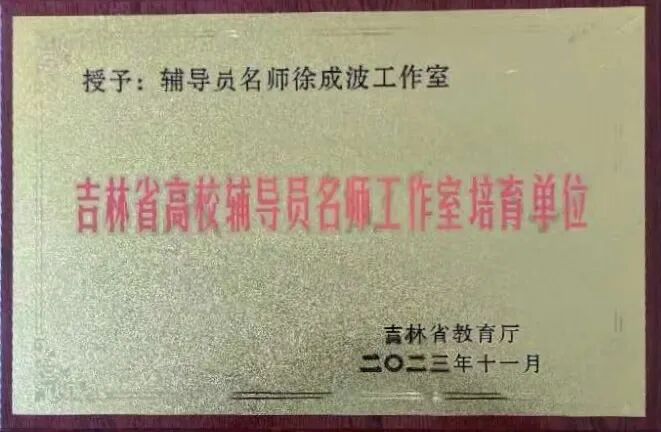 授予：辅导员名师徐成波工作室
吉林省高校辅导员名师工作室培育单位
吉林省教育厅
二〇二三年十一月